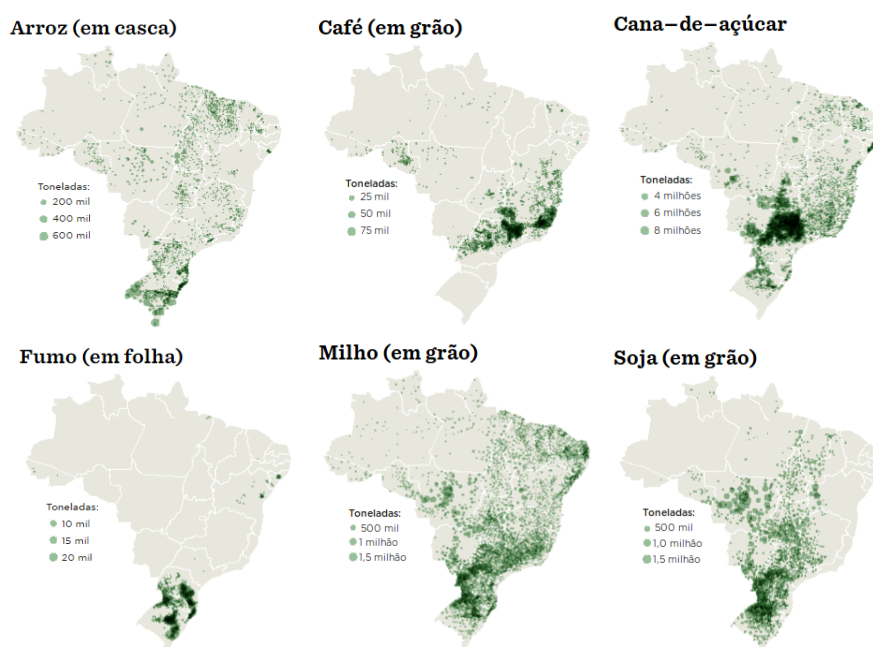 Arroz (em casca)
Toneladas:
200 mil
400 mil
600 mil
Café (em grão)
Toneladas:
25 mil
50 mil
75 mil
Cana–de–açúcar
Toneladas:
4 milhões
6 milhões
8 milhões
Fumo (em folha)
Toneladas:
10 mil
15 mil
20 mil
Milho (em grão)
Toneladas:
500 mil
1 milhão
1,5 milhão
Soja (em grão)
Toneladas:
500 mil
1,0 milhão
1,5 milhão